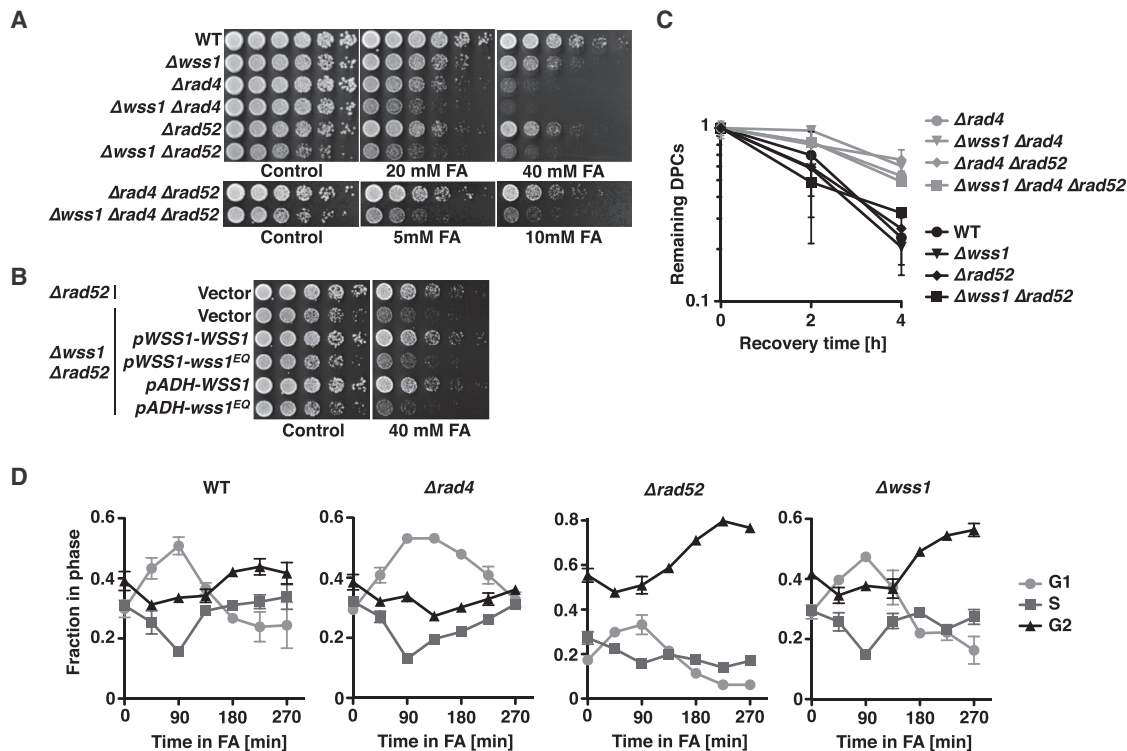 A
WT
Δwss1
Δrad4
Δwss1 Δrad4
Δrad52
Δwss1 Δrad52
Control 20 mM FA 40 mM FA
Δrad4 Δrad52
Δwss1 Δrad4 Δrad52
Control 5mM FA 10mM FA
B
Δrad52 Vector
Vector
pWSS1-WSS1
Δwss1
Δrad52
pWSS1-wss1EQ
pADH-WSS1
pADH-wss1EQ
Control 40 mM FA
C
Remaining DPCs
1
0.1
0 2 4
Recovery time [h]
Δrad4
Δwss1 Δrad4
Δrad4 Δrad52
Δwss1 Δrad4 Δrad52
WT
Δwss1
Δrad52
Δwss1 Δrad52
D
WT Δrad4 Δrad52 Δwss1
Fraction in phase
0.6 0.6 0.8 0.6
0.4 0.4 0.6 0.4
0.2 0.2 0.4 0.2
0.2
0 0 0 0
0 90 180 270 0 90 180 270 0 90 180 270 0 90 180 270
Time in FA [min] Time in FA [min] Time in FA [min] Time in FA [min]
G1
S
G2